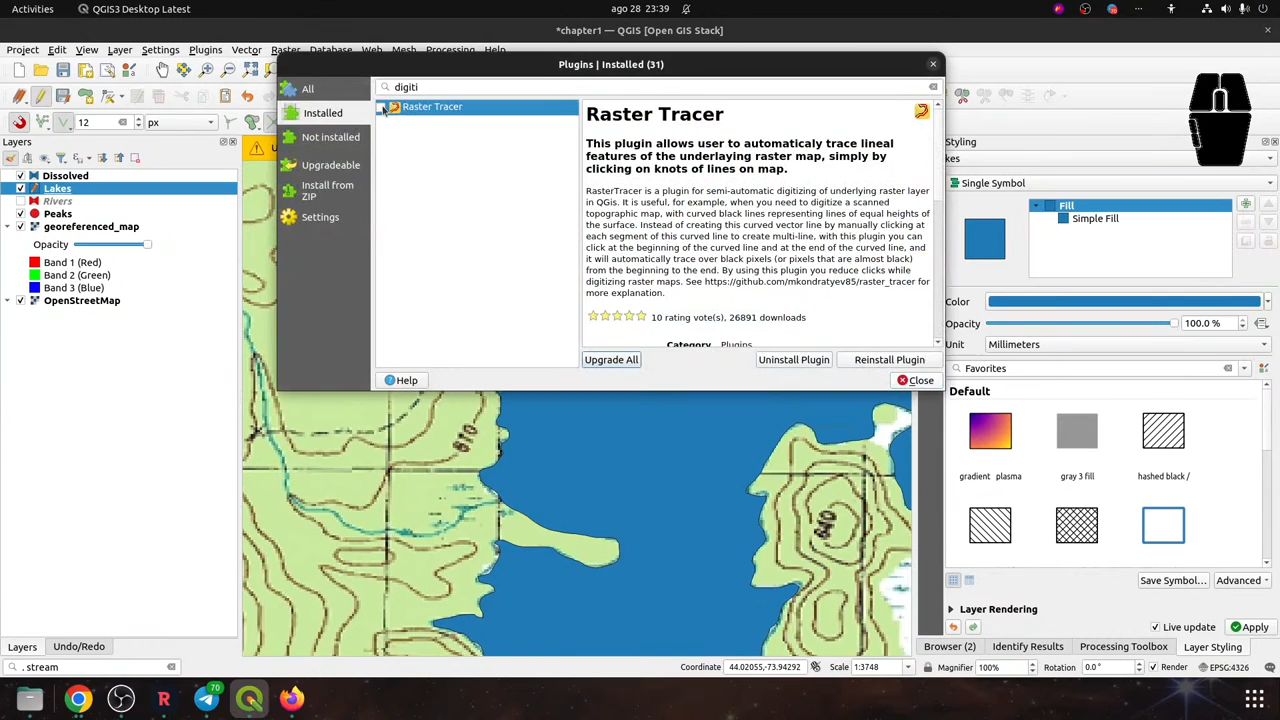 Activities
QGIS3 Desktop Latest
ago 28 23:39
*chapter1 — QGIS [Open GIS Stack]
Project Edit View Layer Settings Plugins Vector Raster Database Web Mesh Processing Help
Plugins | Installed (31)
All
Installed
Not installed
Upgradeable
Install from
ZIP
Settings
digiti
Raster Tracer
Raster Tracer
This plugin allows user to automaticaly trace lineal
features of the underlaying raster map, simply by
clicking on knots of lines on map.
RasterTracer is a plugin for semi-automatic digitizing of underlying raster layer
in QGis. It is useful, for example, when you need to digitize a scanned
topographic map, with curved black lines representing lines of equal heights of
the surface. Instead of creating this curved vector line by manually clicking at
each segment of this curved line to create multi-line, with this plugin you can
click at the beginning of the curved line and at the end of the curved line, and
it will automatically trace over black pixels (or pixels that are almost black)
from the beginning to the end. By using this plugin you reduce clicks while
digitizing raster maps. See https://github.com/mkondratyev85/raster_tracer for
more explanation.
10 rating vote(s), 26891 downloads
Category Plugins
Upgrade All
Uninstall Plugin
Reinstall Plugin
Help
Close
12
px
Layers
Dissolved
Lakes
Rivers
Peaks
georeferenced_map
Opacity
Band 1 (Red)
Band 2 (Green)
Band 3 (Blue)
OpenStreetMap
810
840
Styling
kes
Single Symbol
Fill
Simple Fill
Color
Opacity
100.0 %
Unit
Millimeters
Favorites
Default
gradient plasma
gray 3 fill
hashed black /
Save Symbol…
Advanced
Layer Rendering
Live update
Apply
Layers
Undo/Redo
Browser (2)
Identify Results
Processing Toolbox
Layer Styling
. stream
Coordinate
44.02055,-73.94292
Scale
1:3748
Magnifier
100%
Rotation
0.0 °
Render
EPSG:4326
70